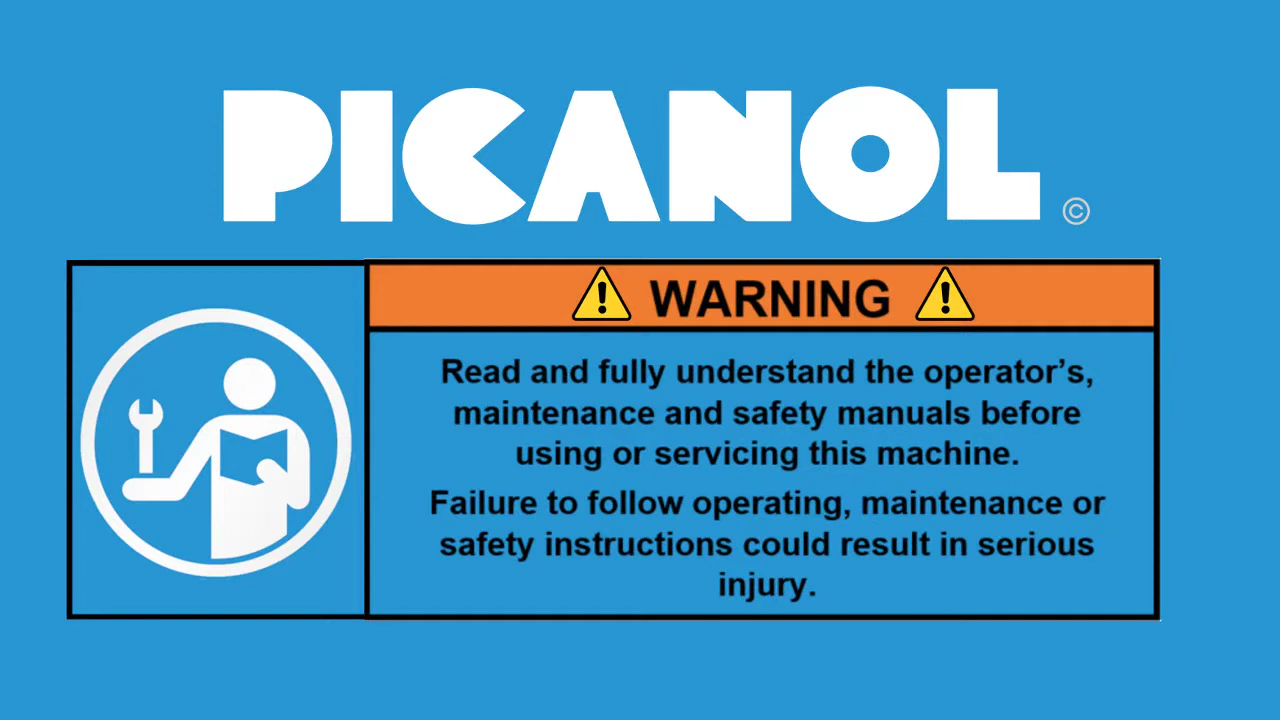 PICANOL ©
WARNING
Read and fully understand the operator's,
maintenance and safety manuals before
using or servicing this machine.
Failure to follow operating, maintenance or
safety instructions could result in serious
injury.